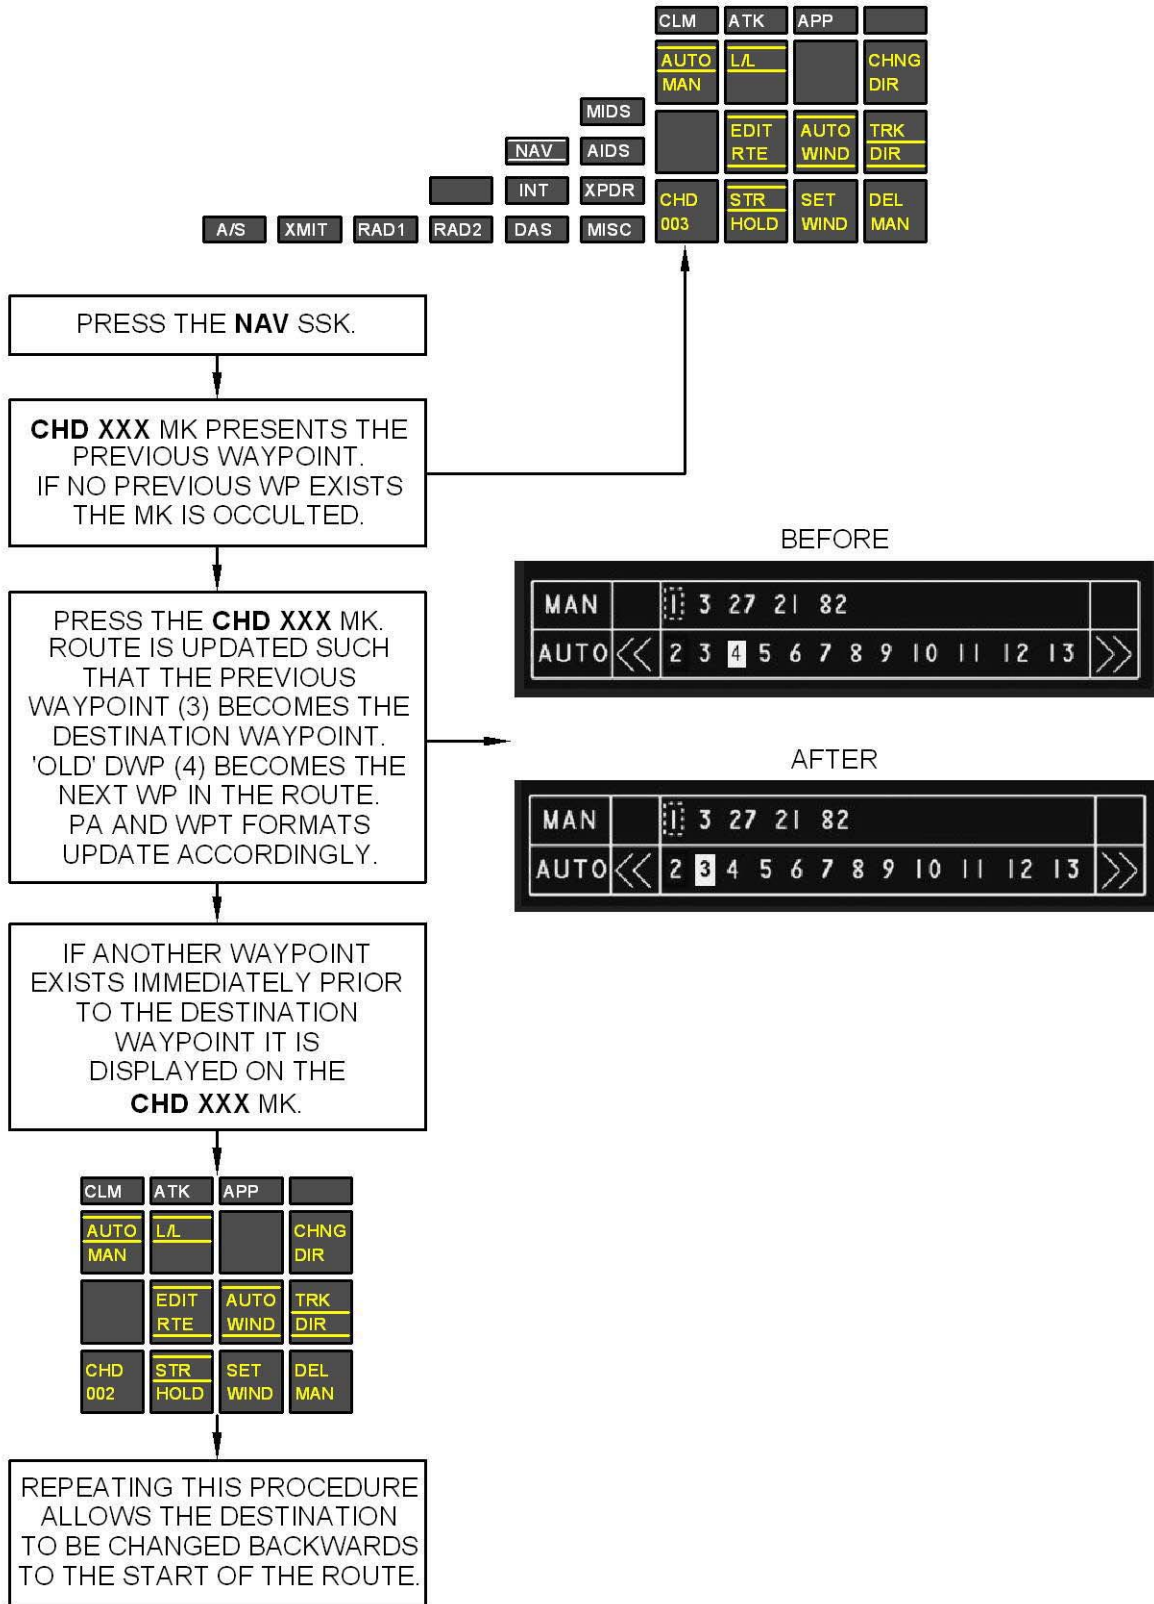 CLM ATK APP
AUTO L/L CHNG
MAN DIR
MIDS
EDIT AUTO TRK
NAV AIDS RTE WIND DIR
INT XPDR
CHD STR SET DEL
003 HOLD WIND MAN
A/S XMIT RAD1 RAD2 DAS MISC
PRESS THE NAV SSK.
CHD XXX MK PRESENTS THE
PREVIOUS WAYPOINT.
IF NO PREVIOUS WP EXISTS
THE MK IS OCCULTED.
BEFORE
MAN 1 3 27 21 82
AUTO << 2 3 4 5 6 7 8 9 10 11 12 13 >>
PRESS THE CHD XXX MK.
ROUTE IS UPDATED SUCH
THAT THE PREVIOUS
WAYPOINT (3) BECOMES THE
DESTINATION WAYPOINT.
'OLD' DWP (4) BECOMES THE
NEXT WP IN THE ROUTE.
PA AND WPT FORMATS
UPDATE ACCORDINGLY.
AFTER
MAN 1 3 27 21 82
AUTO << 2 3 4 5 6 7 8 9 10 11 12 13 >>
IF ANOTHER WAYPOINT
EXISTS IMMEDIATELY PRIOR
TO THE DESTINATION
WAYPOINT IT IS
DISPLAYED ON THE
CHD XXX MK.
CLM ATK APP
AUTO L/L CHNG
MAN DIR
EDIT AUTO TRK
RTE WIND DIR
CHD STR SET DEL
002 HOLD WIND MAN
REPEATING THIS PROCEDURE
ALLOWS THE DESTINATION
TO BE CHANGED BACKWARDS
TO THE START OF THE ROUTE.